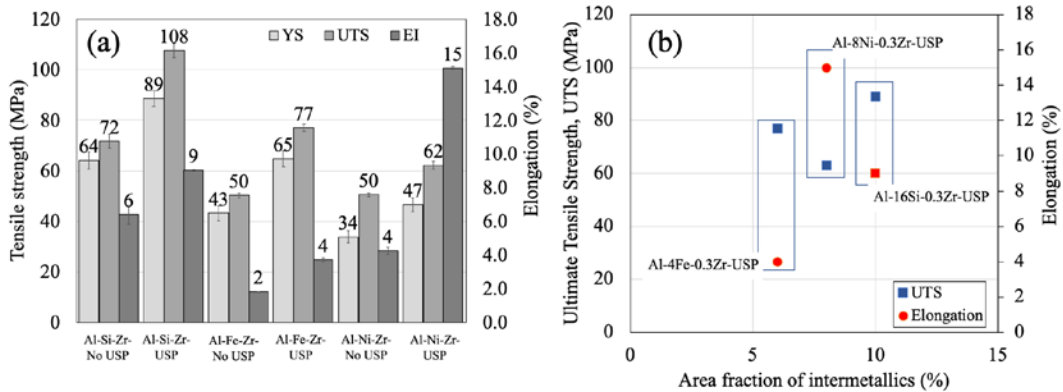 (a)
YS UTS EI
Tensile strength (MPa)
120
100
80
60
40
20
0
64 72 6
89 108 9
43 50 2
65 77 4
34 50 4
47 62 15
18.0
16.0
14.0
12.0
10.0
8.0
6.0
4.0
2.0
0.0
Elongation (%)
Al-Si-Zr-
No USP
Al-Si-Zr-
USP
Al-Fe-Zr-
No USP
Al-Fe-Zr-
USP
Al-Ni-Zr-
No USP
Al-Ni-Zr-
USP
(b)
Ultimate Tensile Strength, UTS (MPa)
120
100
80
60
40
20
0
Al-8Ni-0.3Zr-USP
Al-16Si-0.3Zr-USP
Al-4Fe-0.3Zr-USP
UTS
Elongation
18
16
14
12
10
8
6
4
2
0
Elongation (%)
0 5 10 15
Area fraction of intermetallics (%)